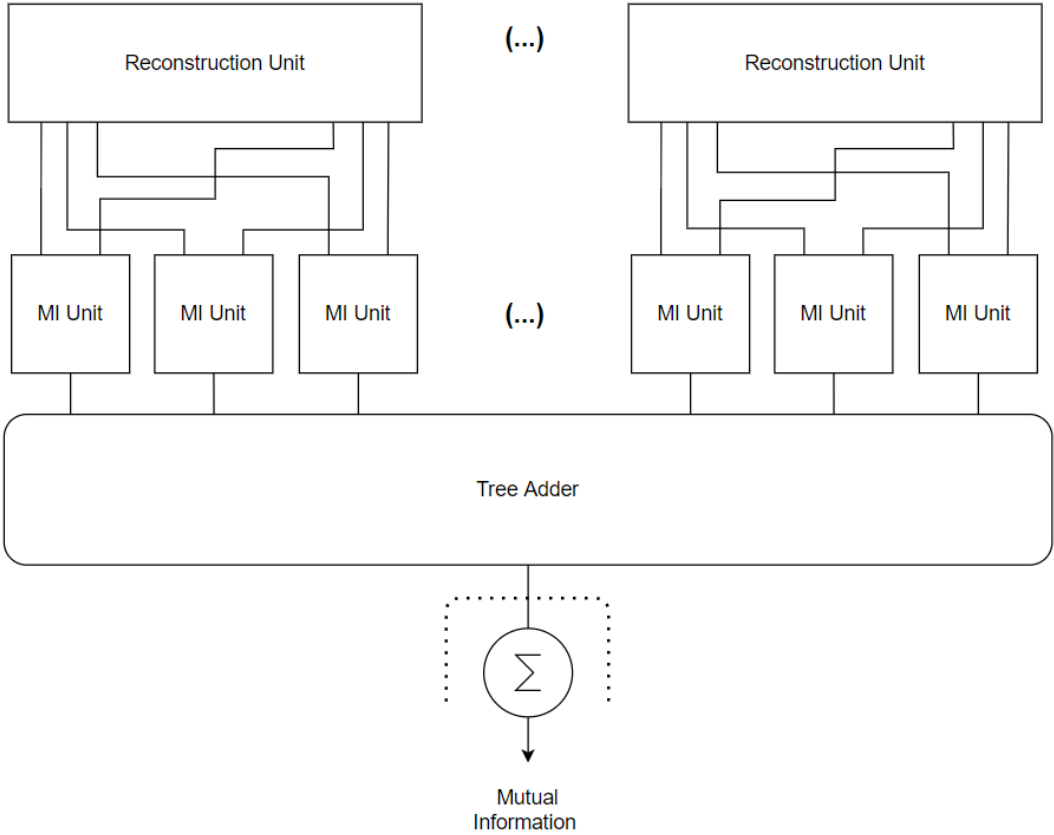 Reconstruction Unit
(...)
Reconstruction Unit
MI Unit
MI Unit
MI Unit
(...)
MI Unit
MI Unit
MI Unit
Tree Adder
∑
Mutual
Information